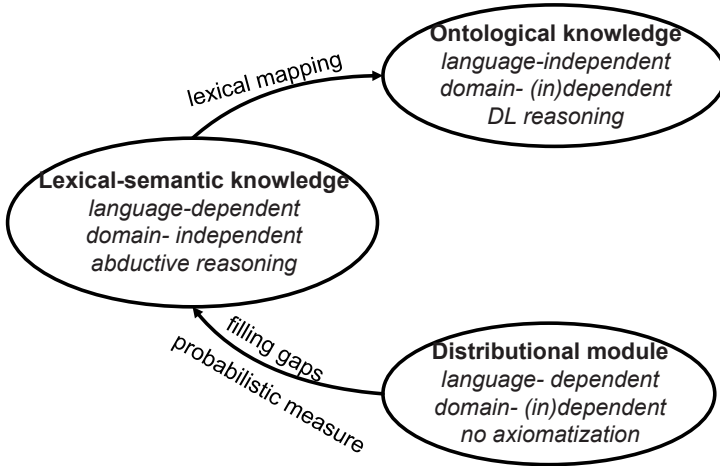 Ontological knowledge
language-independent
domain- (in)dependent
DL reasoning
lexical mapping
Lexical-semantic knowledge
language-dependent
domain- independent
abductive reasoning
filling gaps
probabilistic measure
Distributional module
language- dependent
domain- (in)dependent
no axiomatization